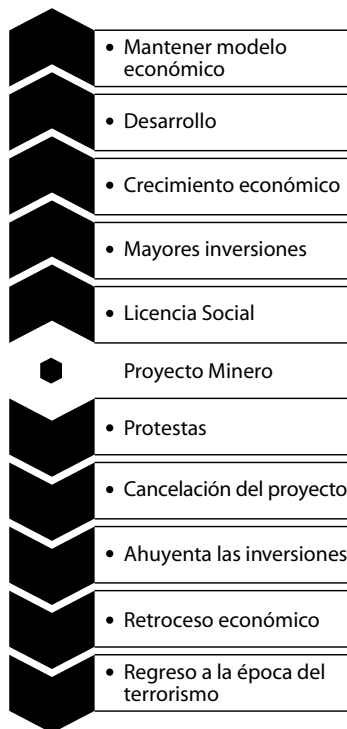 • Mantener modelo
económico
• Desarrollo
• Crecimiento económico
• Mayores inversiones
• Licencia Social
Proyecto Minero
• Protestas
• Cancelación del proyecto
• Ahuyenta las inversiones
• Retroceso económico
• Regreso a la época del
terrorismo